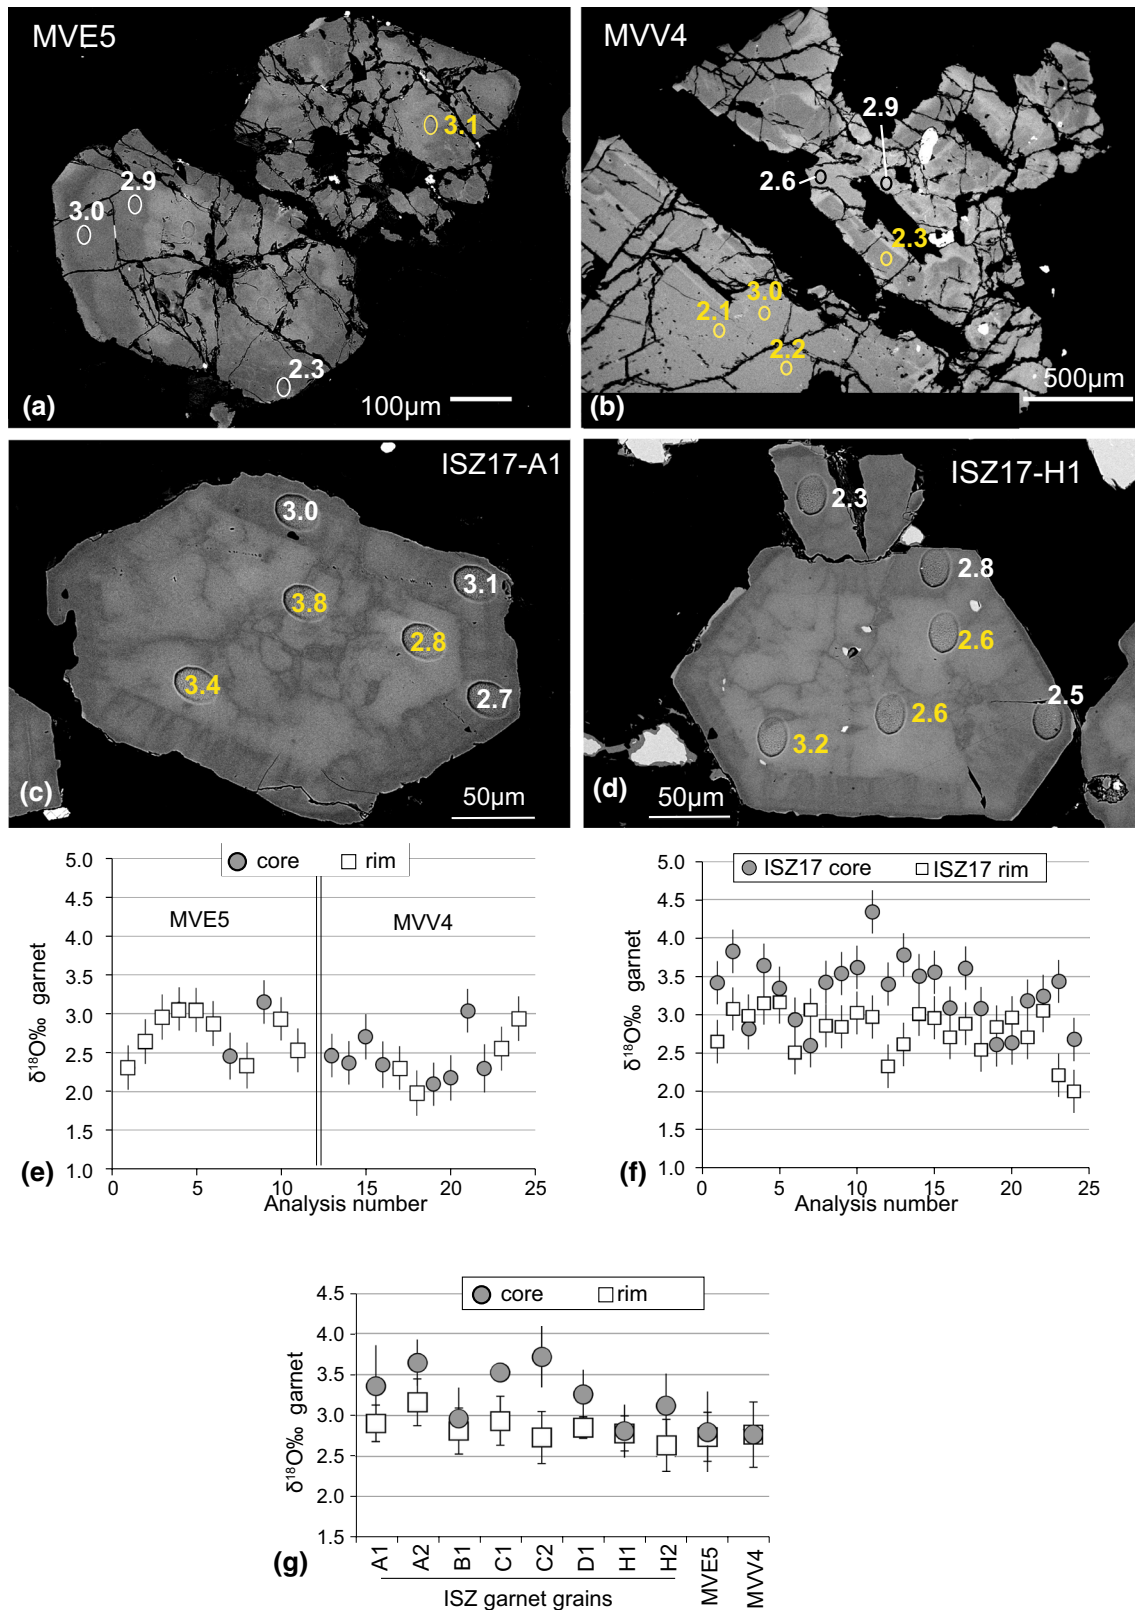 MVE5
3.1
2.9
3.0
2.3
(a)
100µm
MVV4
2.9
2.6
2.3
3.0
2.1
2.2
(b)
500µm
ISZ17-A1
3.0
3.1
3.8
2.8
3.4
2.7
(c)
50µm
ISZ17-H1
2.3
2.8
2.6
2.5
2.6
3.2
(d)
50µm
core rim
5.0
4.5
4.0
3.5
3.0
2.5
2.0
1.5
1.0
MVE5 MVV4
δ¹⁸O‰ garnet
0 5 10 15 20 25
Analysis number
(e)
ISZ17 core ISZ17 rim
5.0
4.5
4.0
3.5
3.0
2.5
2.0
1.5
1.0
δ¹⁸O‰ garnet
0 5 10 15 20 25
Analysis number
(f)
core rim
4.5
4.0
3.5
3.0
2.5
2.0
1.5
δ¹⁸O‰ garnet
A1 A2 B1 C1 C2 D1 H1 H2 MVE5 MVV4
ISZ garnet grains
(g)